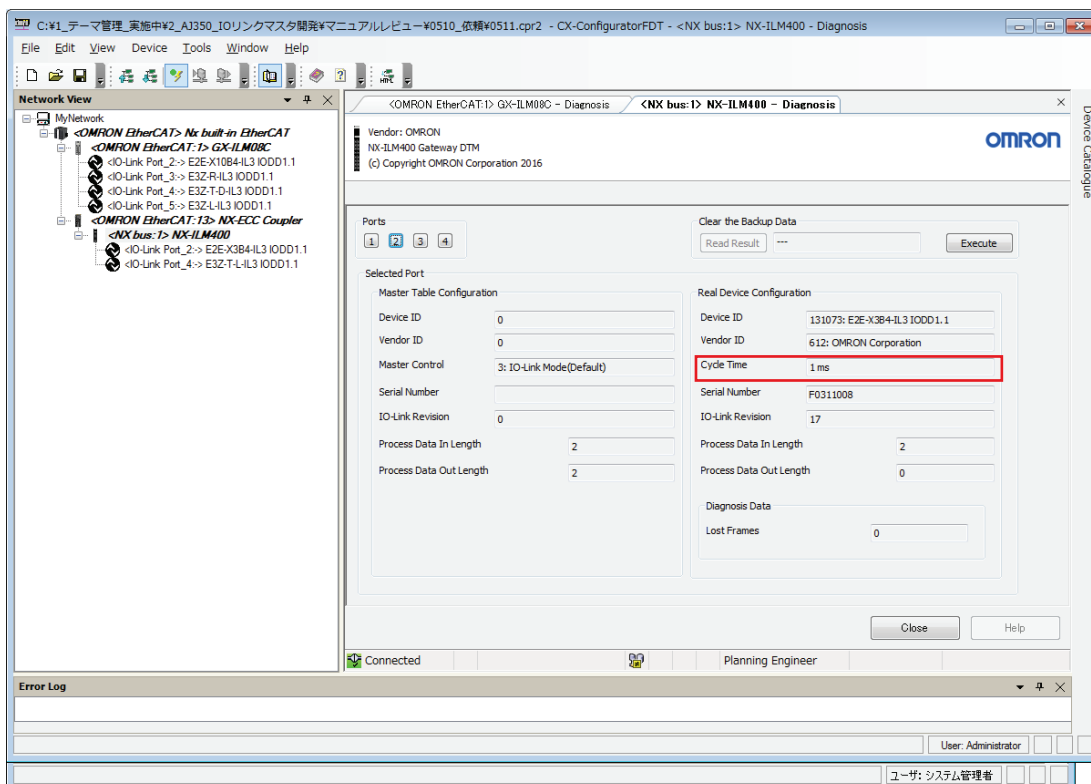 C:¥1_テーマ管理_実施中¥2_AJ350_IOリンクマスタ開発¥マニュアルレビュー¥0510_依頼¥0511.cpr2 - CX-ConfiguratorFDT - <NX bus:1> NX-ILM400 - Diagnosis
File Edit View Device Tools Window Help
Network View
MyNetwork
<OMRON EtherCAT> Nx built-in EtherCAT
<OMRON EtherCAT:1> GX-ILM08C
<IO-Link Port_2:-> E2E-X10B4-IL3 IODD1.1
<IO-Link Port_3:-> E3Z-R-IL3 IODD1.1
<IO-Link Port_4:-> E3Z-T-D-IL3 IODD1.1
<IO-Link Port_5:-> E3Z-L-IL3 IODD1.1
<OMRON EtherCAT:13> NX-ECC Coupler
<NX bus:1> NX-ILM400
<IO-Link Port_2:-> E2E-X3B4-IL3 IODD1.1
<IO-Link Port_4:-> E3Z-T-L-IL3 IODD1.1
<OMRON EtherCAT:1> GX-ILM08C - Diagnosis
<NX bus:1> NX-ILM400 - Diagnosis
Device Catalogue
Vendor: OMRON
NX-ILM400 Gateway DTM
(c) Copyright OMRON Corporation 2016
OMRON
Ports
1 2 3 4
Clear the Backup Data
Read Result --- Execute
Selected Port
Master Table Configuration
Device ID 0
Vendor ID 0
Master Control 3: IO-Link Mode(Default)
Serial Number
IO-Link Revision 0
Process Data In Length 2
Process Data Out Length 2
Real Device Configuration
Device ID 131073: E2E-X3B4-IL3 IODD1.1
Vendor ID 612: OMRON Corporation
Cycle Time 1 ms
Serial Number F0311008
IO-Link Revision 17
Process Data In Length 2
Process Data Out Length 0
Diagnosis Data
Lost Frames 0
Close Help
Connected Planning Engineer
Error Log
User: Administrator
ユーザ: システム管理者